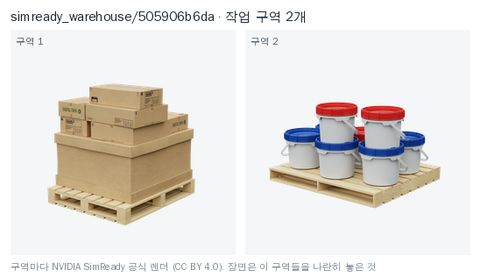 simready_warehouse/505906b6da · 작업 구역 2개
구역 1
구역 2
구역마다 NVIDIA SimReady 공식 렌더 (CC BY 4.0). 장면은 이 구역들을 나란히 놓은 것